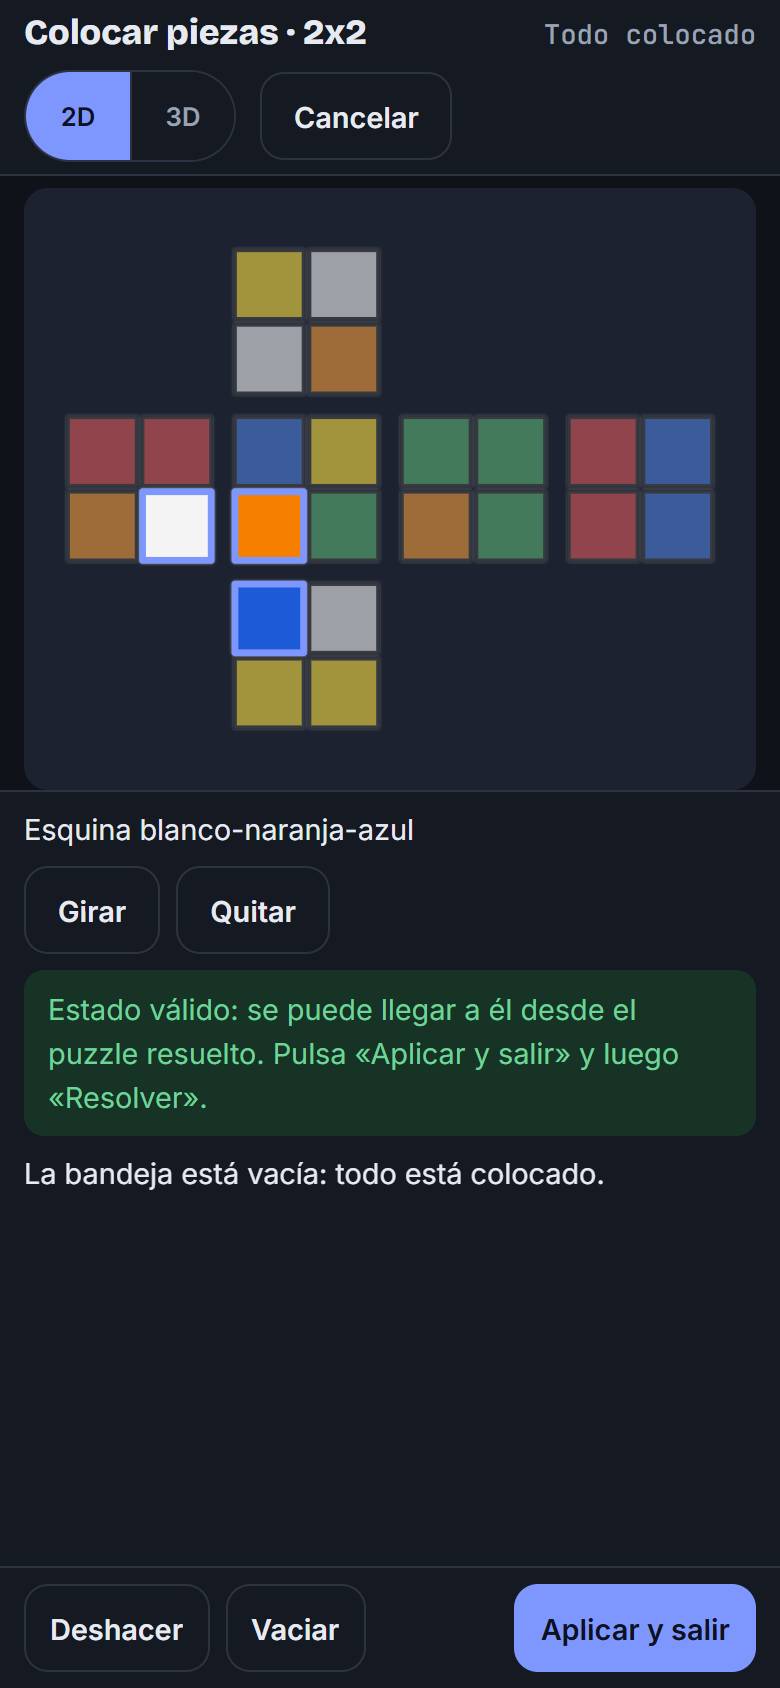 Colocar piezas · 2x2
Todo colocado
2D
3D
Cancelar
Esquina blanco-naranja-azul
Girar
Quitar
Estado válido: se puede llegar a él desde el
puzzle resuelto. Pulsa «Aplicar y salir» y luego
«Resolver».
La bandeja está vacía: todo está colocado.
Deshacer
Vaciar
Aplicar y salir